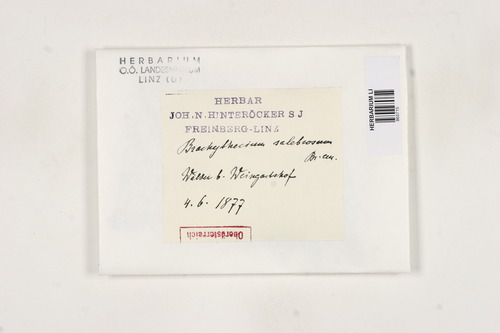 HERBARIUM
O.Ö. LANDESMUSEUM
LINZ (
HERBARIUM LI
HERBAR
JOH. N. HINTERÖCKER S J
FREINBERG-LINZ
Brachythecium salebrosum
Br. eu.
b. Weingartshof
4. 6. 1877
Oberösterreich